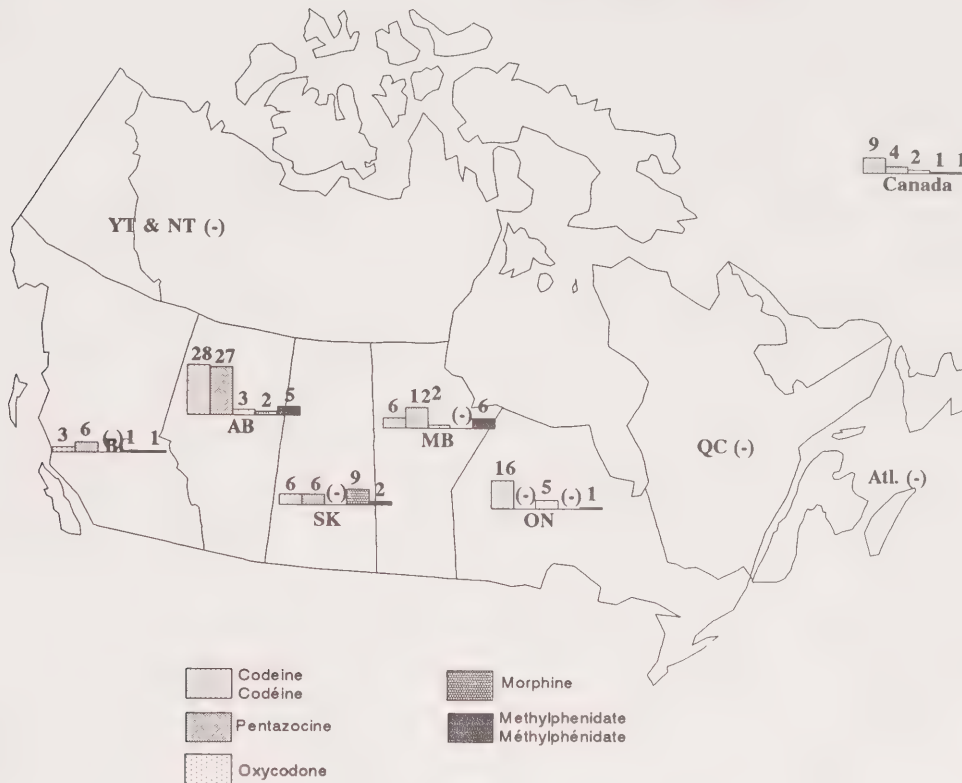 9 4 2 1 1
Canada
YT & NT (-)
28 27 3 2 5
AB
6 12 2 (-) 6
MB
3 6 (-) 1 1
QC (-)
Atl. (-)
6 6 (-) 9 2
SK
16 (-) 5 (-) 1
ON
Codeine
Codéine
Pentazocine
Oxycodone
Morphine
Methylphenidate
Méthylphénidate